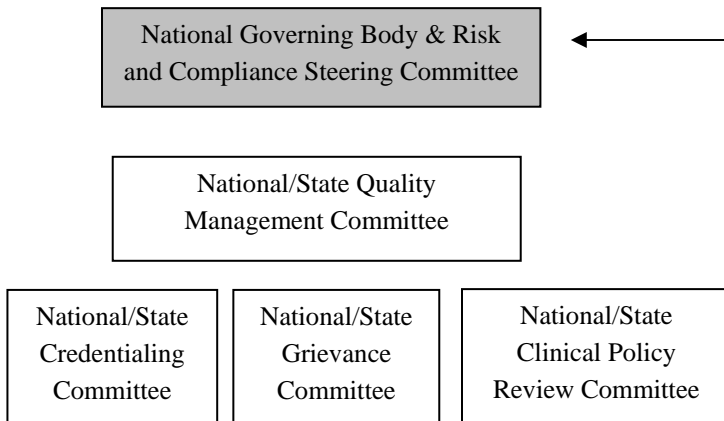 National Governing Body & Risk
and Compliance Steering Committee
National/State Quality
Management Committee
National/State
Credentialing
Committee
National/State
Grievance
Committee
National/State
Clinical Policy
Review Committee